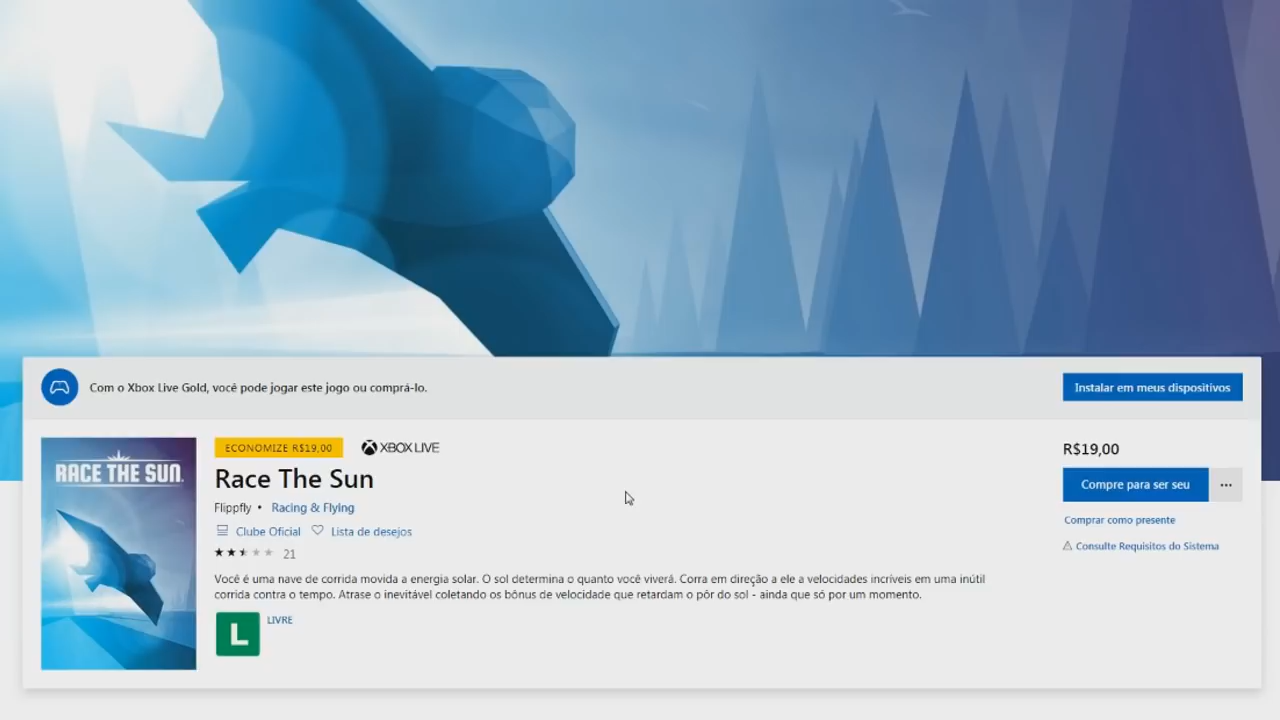 Com o Xbox Live Gold, você pode jogar este jogo ou comprá-lo.
Instalar em meus dispositivos
RACE THE SUN.
ECONOMIZE R$19,00
XBOX LIVE
R$19,00
Race The Sun
Compre para ser seu
...
Flippfly • Racing & Flying
Comprar como presente
Clube Oficial
Lista de desejos
Consulte Requisitos do Sistema
21
Você é uma nave de corrida movida a energia solar. O sol determina o quanto você viverá. Corra em direção a ele a velocidades incríveis em uma inútil
corrida contra o tempo. Atrase o inevitável coletando os bônus de velocidade que retardam o pôr do sol - ainda que só por um momento.
L
LIVRE